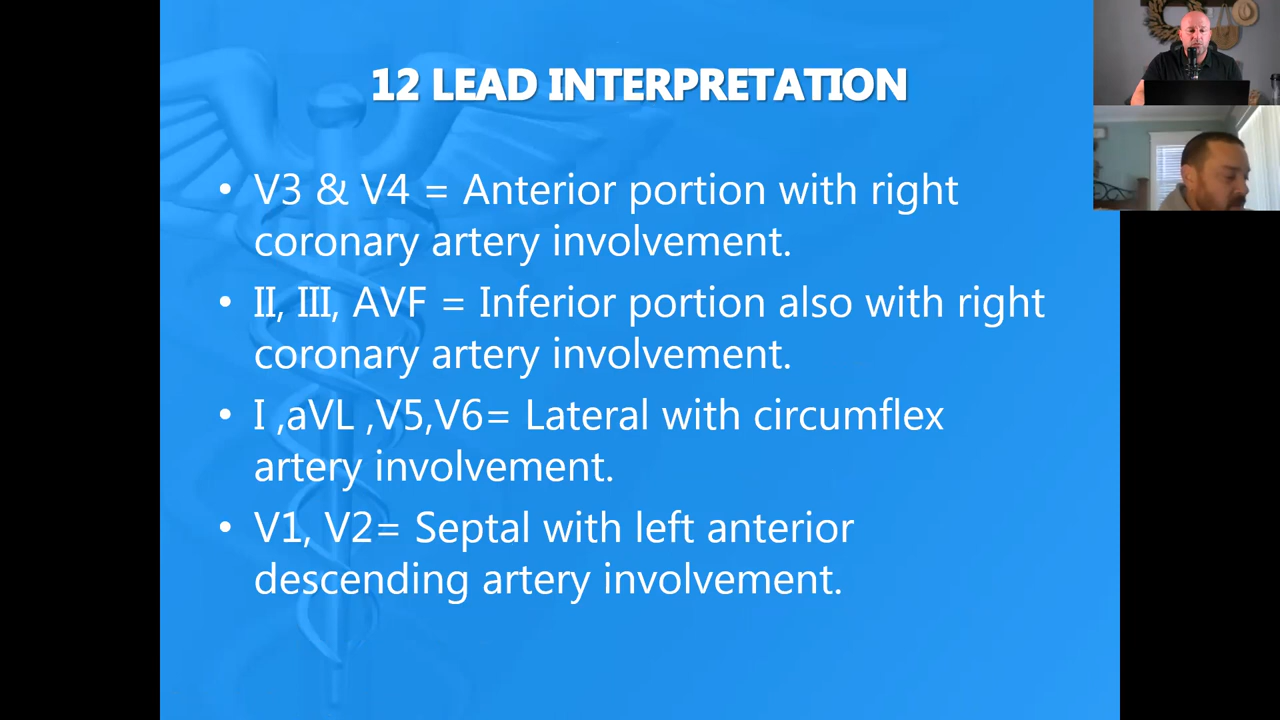 12 LEAD INTERPRETATION
• V3 & V4 = Anterior portion with right
coronary artery involvement.
• II, III, AVF = Inferior portion also with right
coronary artery involvement.
• I ,aVL ,V5,V6= Lateral with circumflex
artery involvement.
• V1, V2= Septal with left anterior
descending artery involvement.